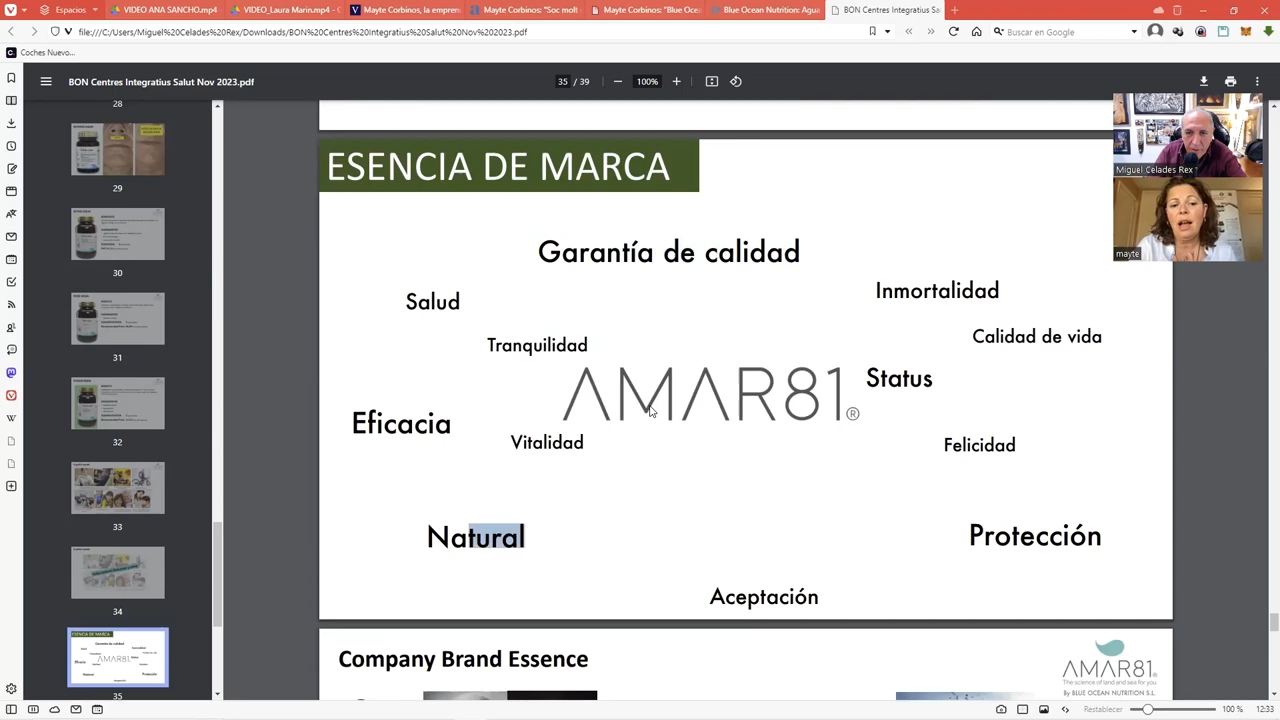 Espacios
VIDEO ANA SANCHO.mp4
VIDEO_Laura Marin.mp4 - G
Mayte Corbinos, la empren
Mayte Corbinos: "Soc molt
Mayte Corbinos: "Blue Oce
Blue Ocean Nutrition: Agua
BON Centres Integratius Sa
file:///C:/Users/Miguel%20Celades%20Rex/Downloads/BON%20Centres%20Integratius%20Salut%20Nov%202023.pdf
Buscar en Google
Coches Nuevo...
BON Centres Integratius Salut Nov 2023.pdf
35 / 39
100%
28
29
30
31
32
33
34
35
ESENCIA DE MARCA
Garantía de calidad
Salud
Inmortalidad
Tranquilidad
Calidad de vida
AMAR81®
Status
Eficacia
Vitalidad
Felicidad
Natural
Protección
Aceptación
Company Brand Essence
AMAR81®
The science of land and sea for you
By BLUE OCEAN NUTRITION S.L.
Miguel Celades Rex
mayte
Restablecer
100 %
12:33